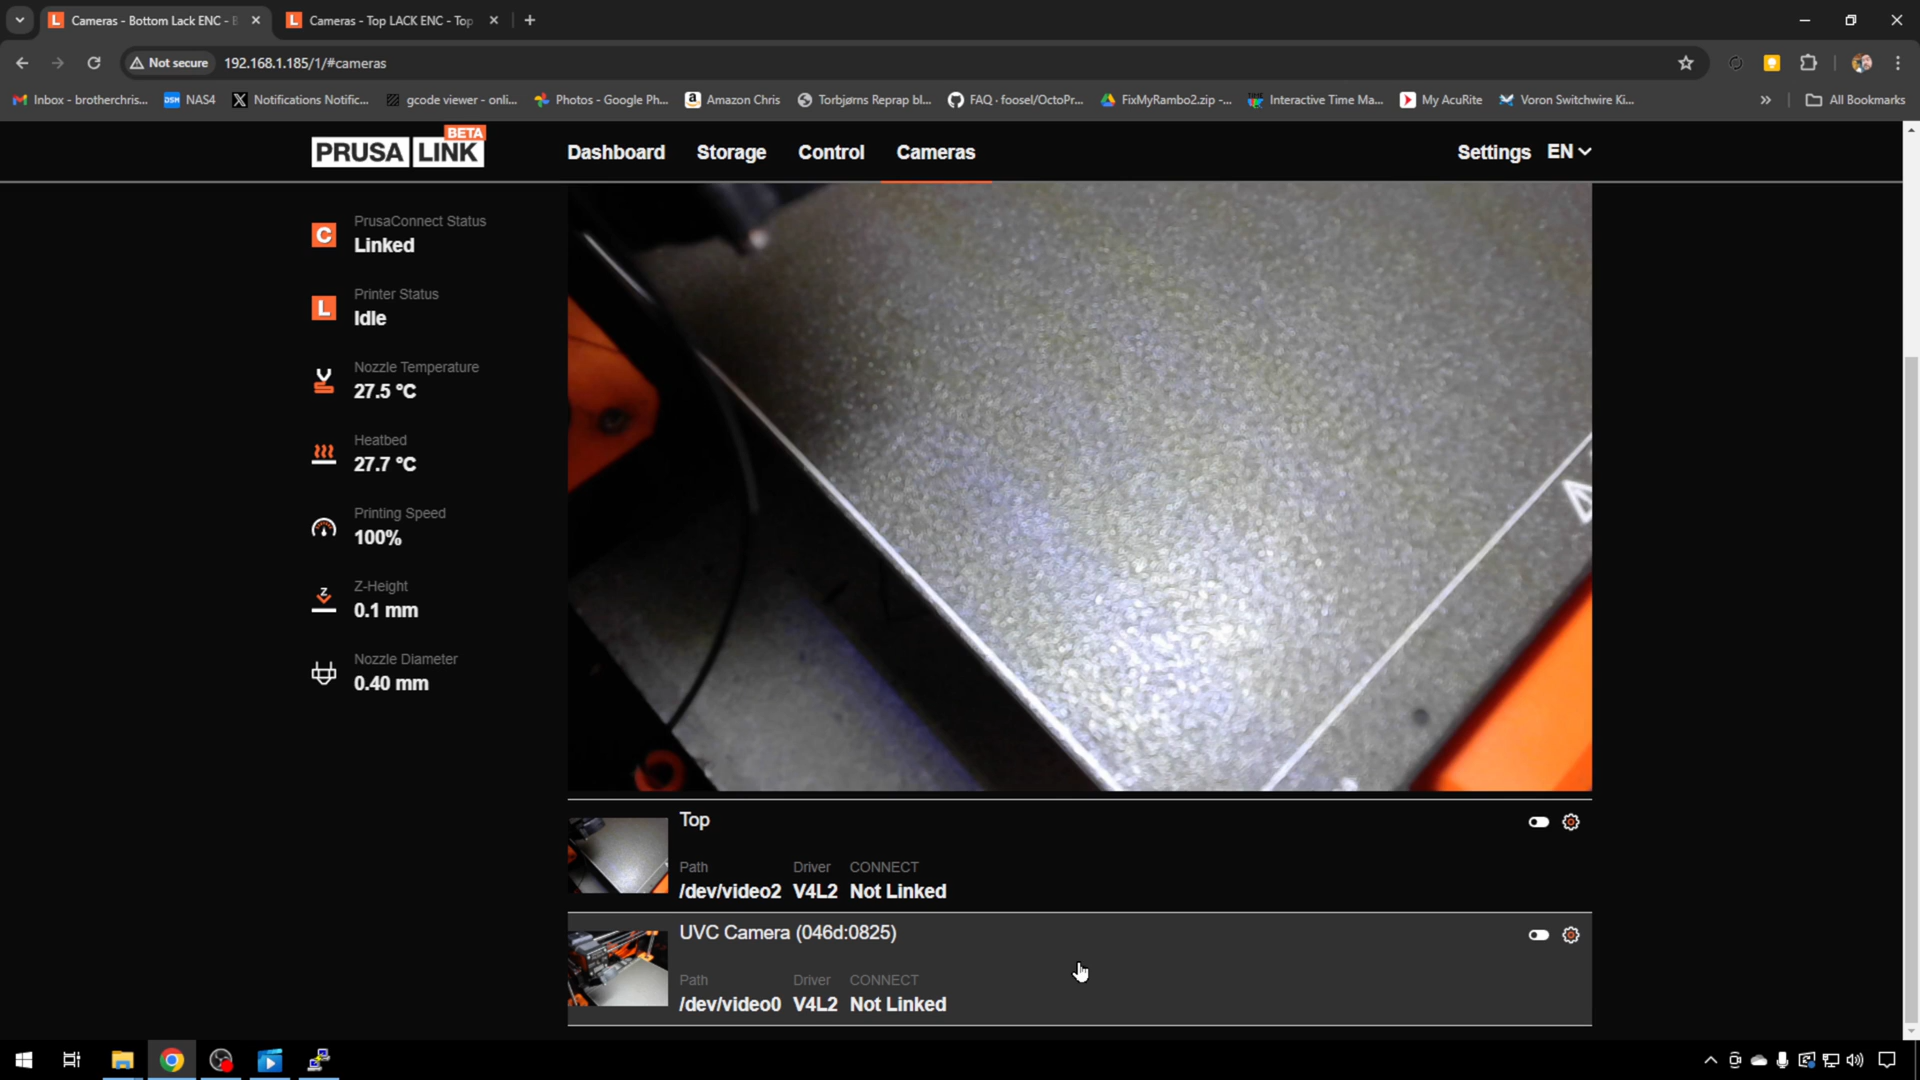 Cameras - Bottom Lack ENC - B
Cameras - Top LACK ENC - Top
Not secure
192.168.1.185/1/#cameras
Inbox - brotherchris...
DSM
NAS4
Notifications Notific...
gcode viewer - onli...
Photos - Google Ph...
Amazon Chris
Torbjørns Reprap bl...
FAQ · foosel/OctoPr...
FixMyRambo2.zip -...
Interactive Time Ma...
My AcuRite
Voron Switchwire Ki...
All Bookmarks
BETA
PRUSA LINK
Dashboard
Storage
Control
Cameras
Settings
EN
C
PrusaConnect Status
Linked
L
Printer Status
Idle
Nozzle Temperature
27.5 °C
Heatbed
27.7 °C
Printing Speed
100%
Z
Z-Height
0.1 mm
Nozzle Diameter
0.40 mm
Top
Path Driver CONNECT
/dev/video2 V4L2 Not Linked
UVC Camera (046d:0825)
Path Driver CONNECT
/dev/video0 V4L2 Not Linked